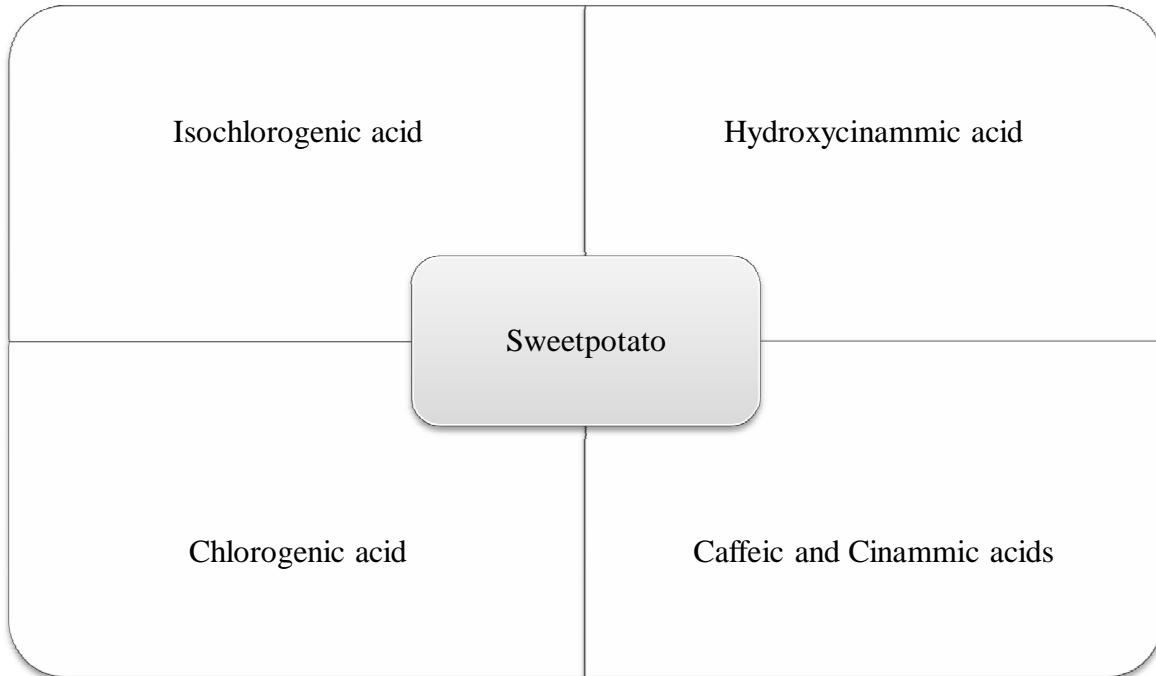 Isochlorogenic acid
Hydroxycinammic acid
Sweetpotato
Chlorogenic acid
Caffeic and Cinammic acids